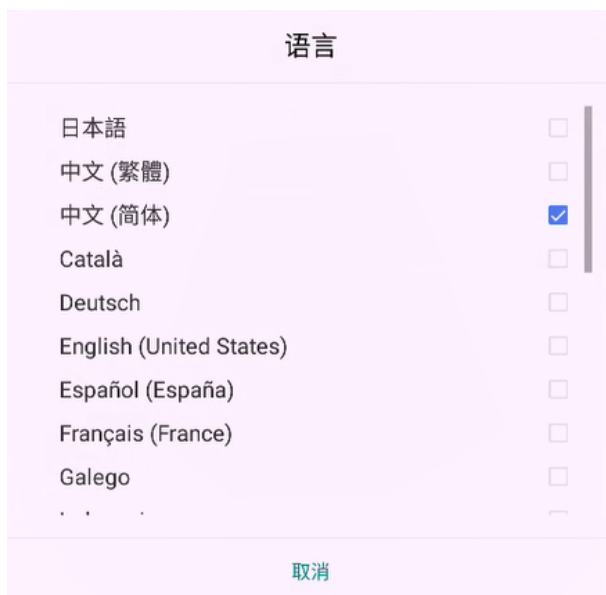 语言
日本語
中文 (繁體)
中文 (简体)
Català
Deutsch
English (United States)
Español (España)
Français (France)
Galego
取消